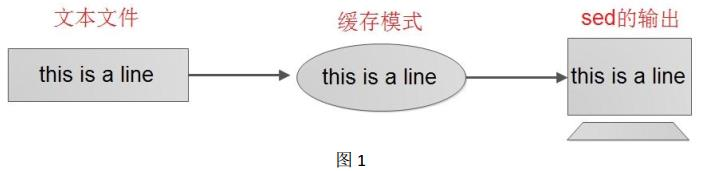 文本文件
缓存模式
sed的输出
this is a line
this is a line
this is a line
图 1